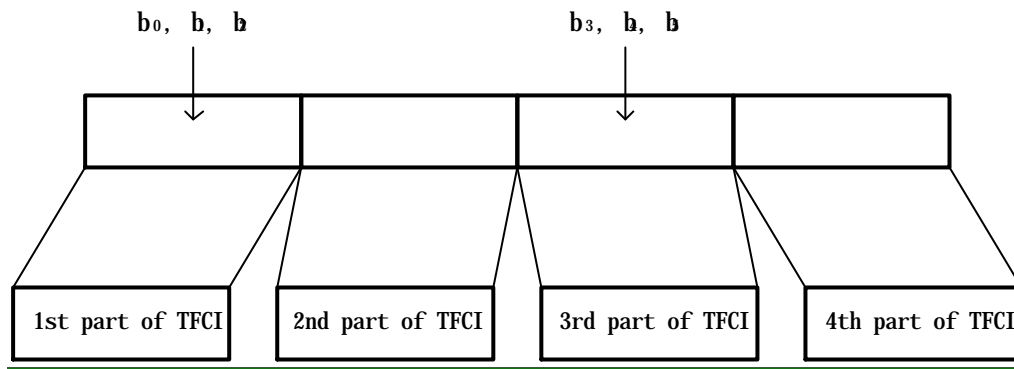 b0, b1, b2
b3, b4, b5
1st part of TFCI
2nd part of TFCI
3rd part of TFCI
4th part of TFCI